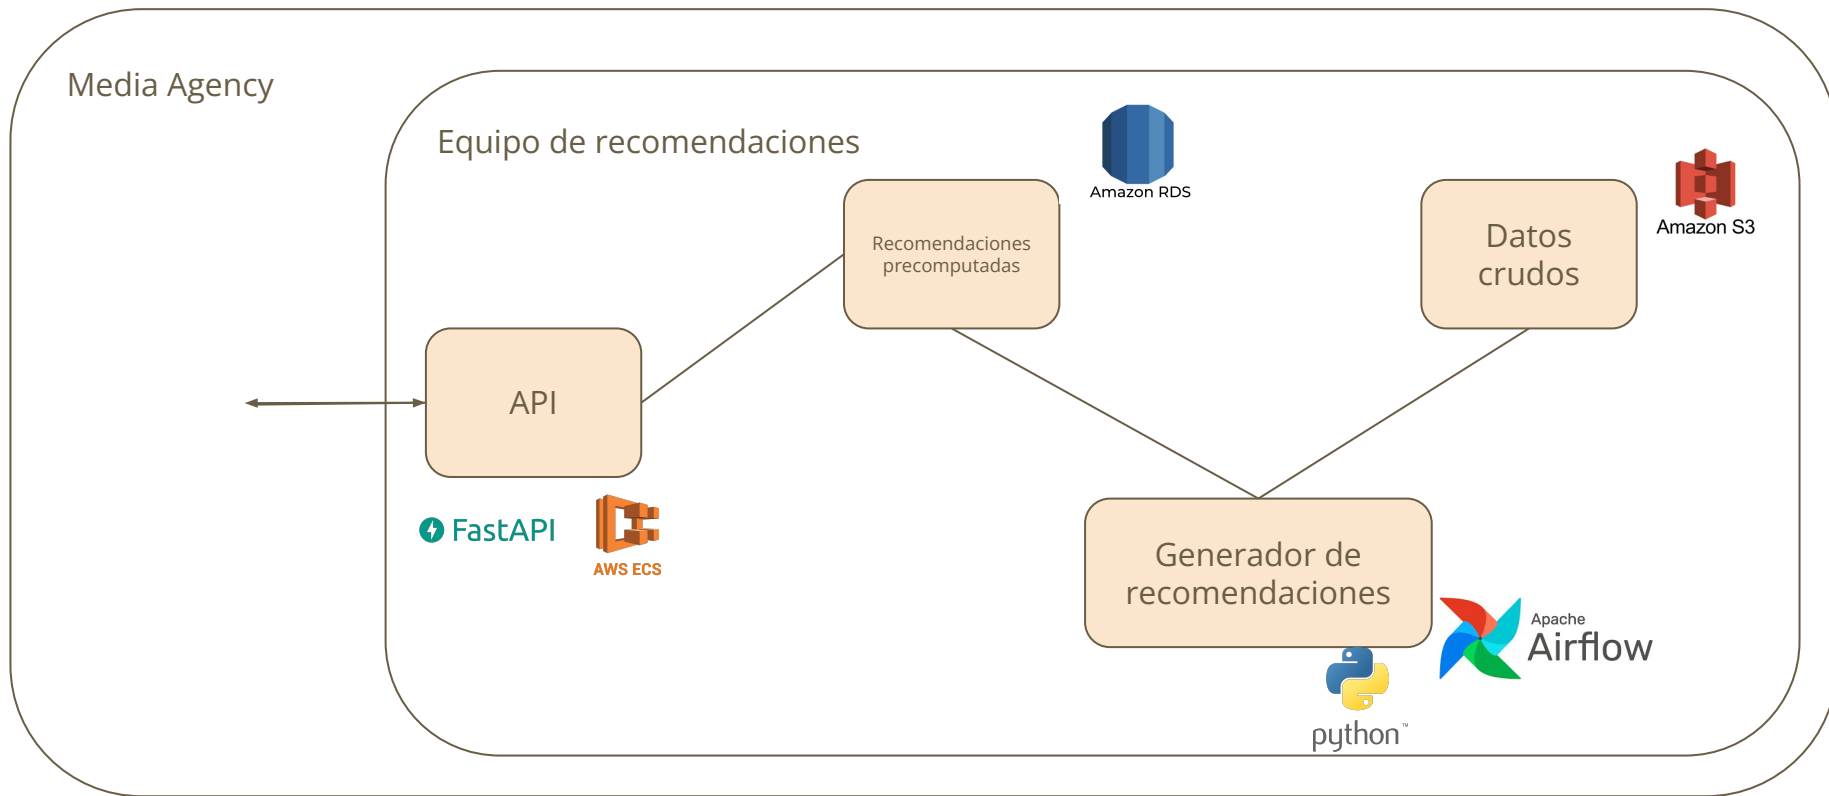 Media Agency
Equipo de recomendaciones
Amazon RDS
Recomendaciones
precomputadas
Datos
crudos
Amazon S3
API
FastAPI
AWS ECS
Generador de
recomendaciones
Apache
Airflow
python™